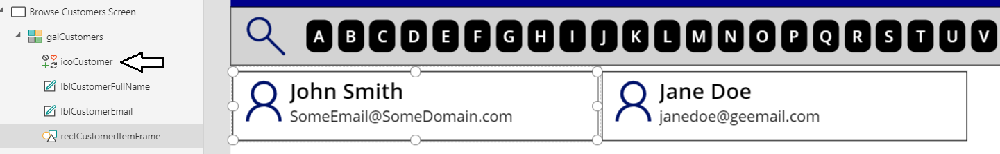 Browse Customers Screen
galCustomers
icoCustomer
lblCustomerFullName
lblCustomerEmail
rectCustomerItemFrame
A B C D E F G H I J K L M N O P Q R S T U V
John Smith
SomeEmail@SomeDomain.com
Jane Doe
janedoe@geemail.com